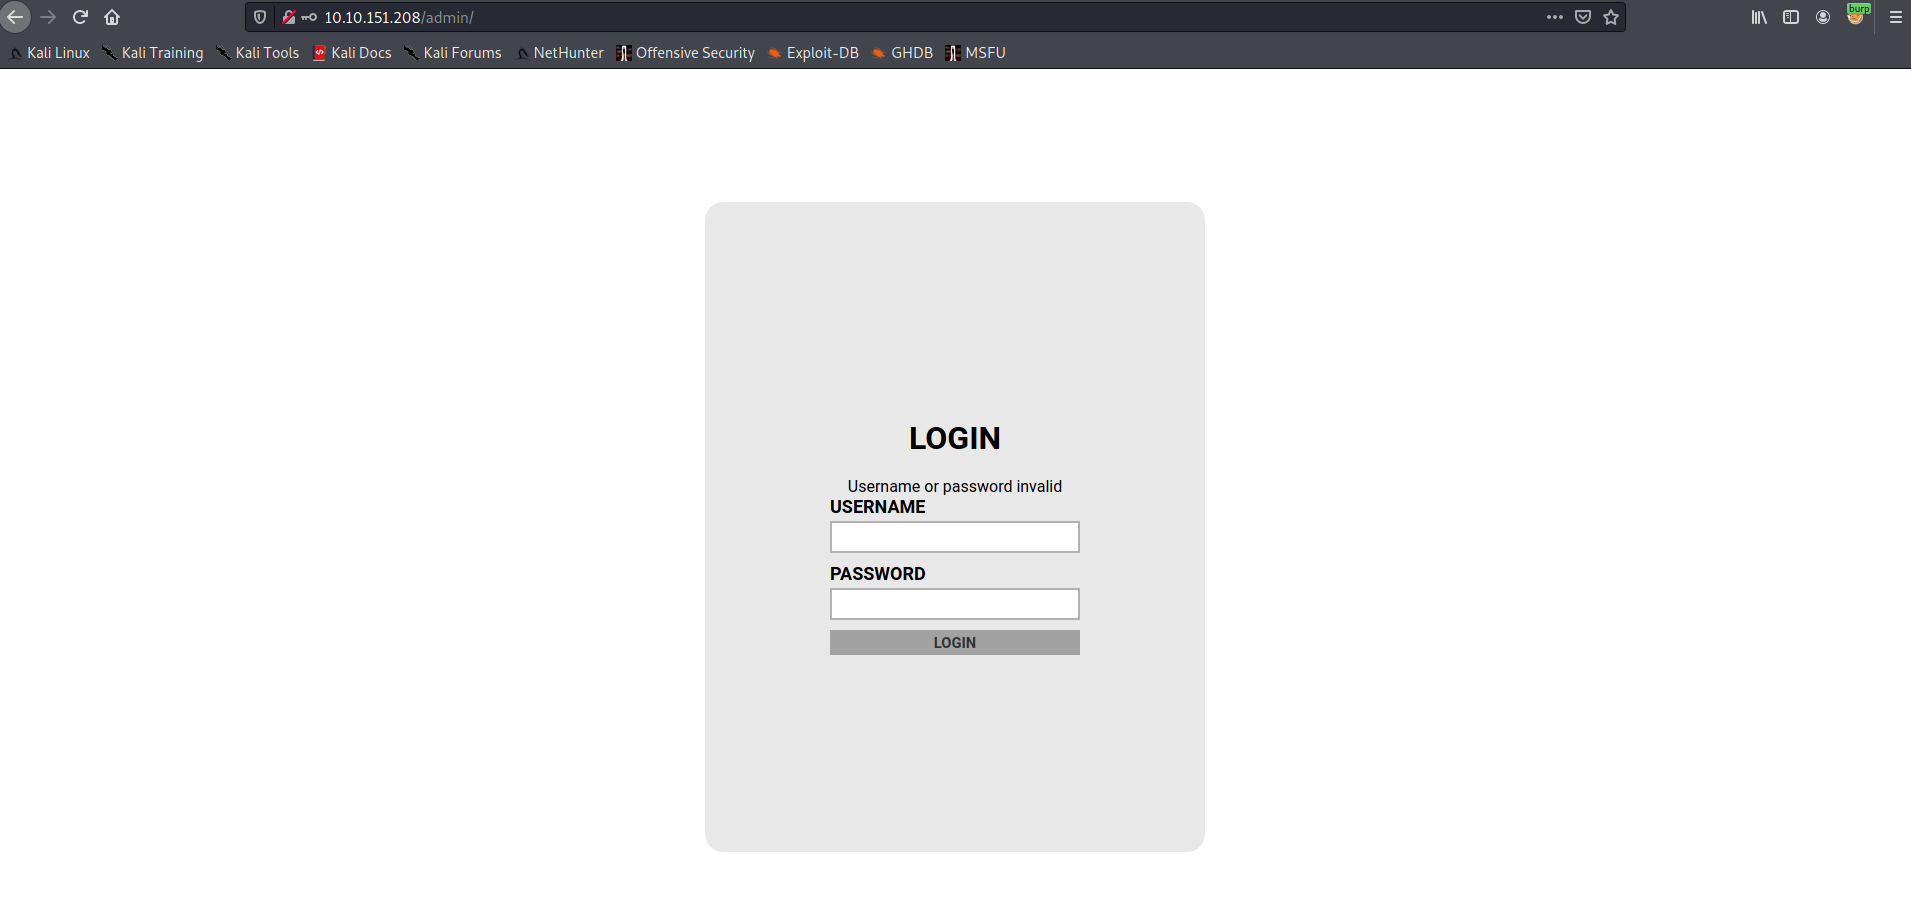 10.10.151.208/admin/
burp
Kali Linux Kali Training Kali Tools Kali Docs Kali Forums NetHunter Offensive Security Exploit-DB GHDB MSFU
LOGIN
Username or password invalid
USERNAME
PASSWORD
LOGIN